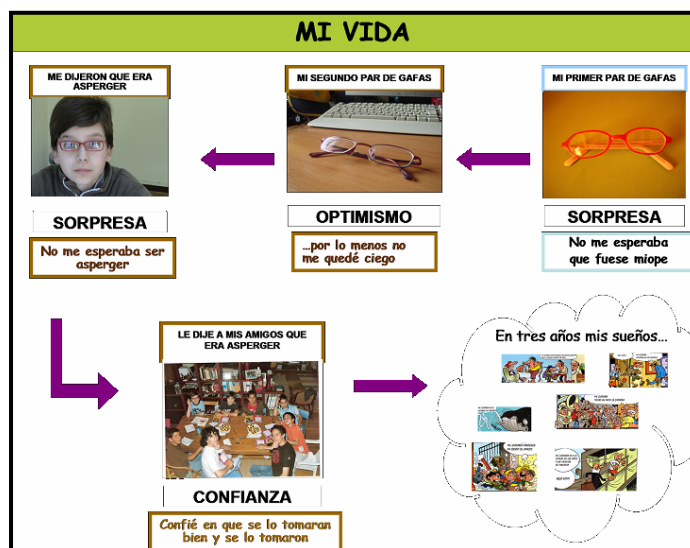 MI VIDA
ME DIJERON QUE ERA
ASPERGER
MI SEGUNDO PAR DE GAFAS
MI PRIMER PAR DE GAFAS
SORPRESA
OPTIMISMO
SORPRESA
No me esperaba ser
asperger
...por lo menos no
me quedé ciego
No me esperaba
que fuese miope
LE DIJE A MIS AMIGOS QUE
ERA ASPERGER
En tres años mis sueños...
CONFIANZA
Confié en que se lo tomaran
bien y se lo tomaron